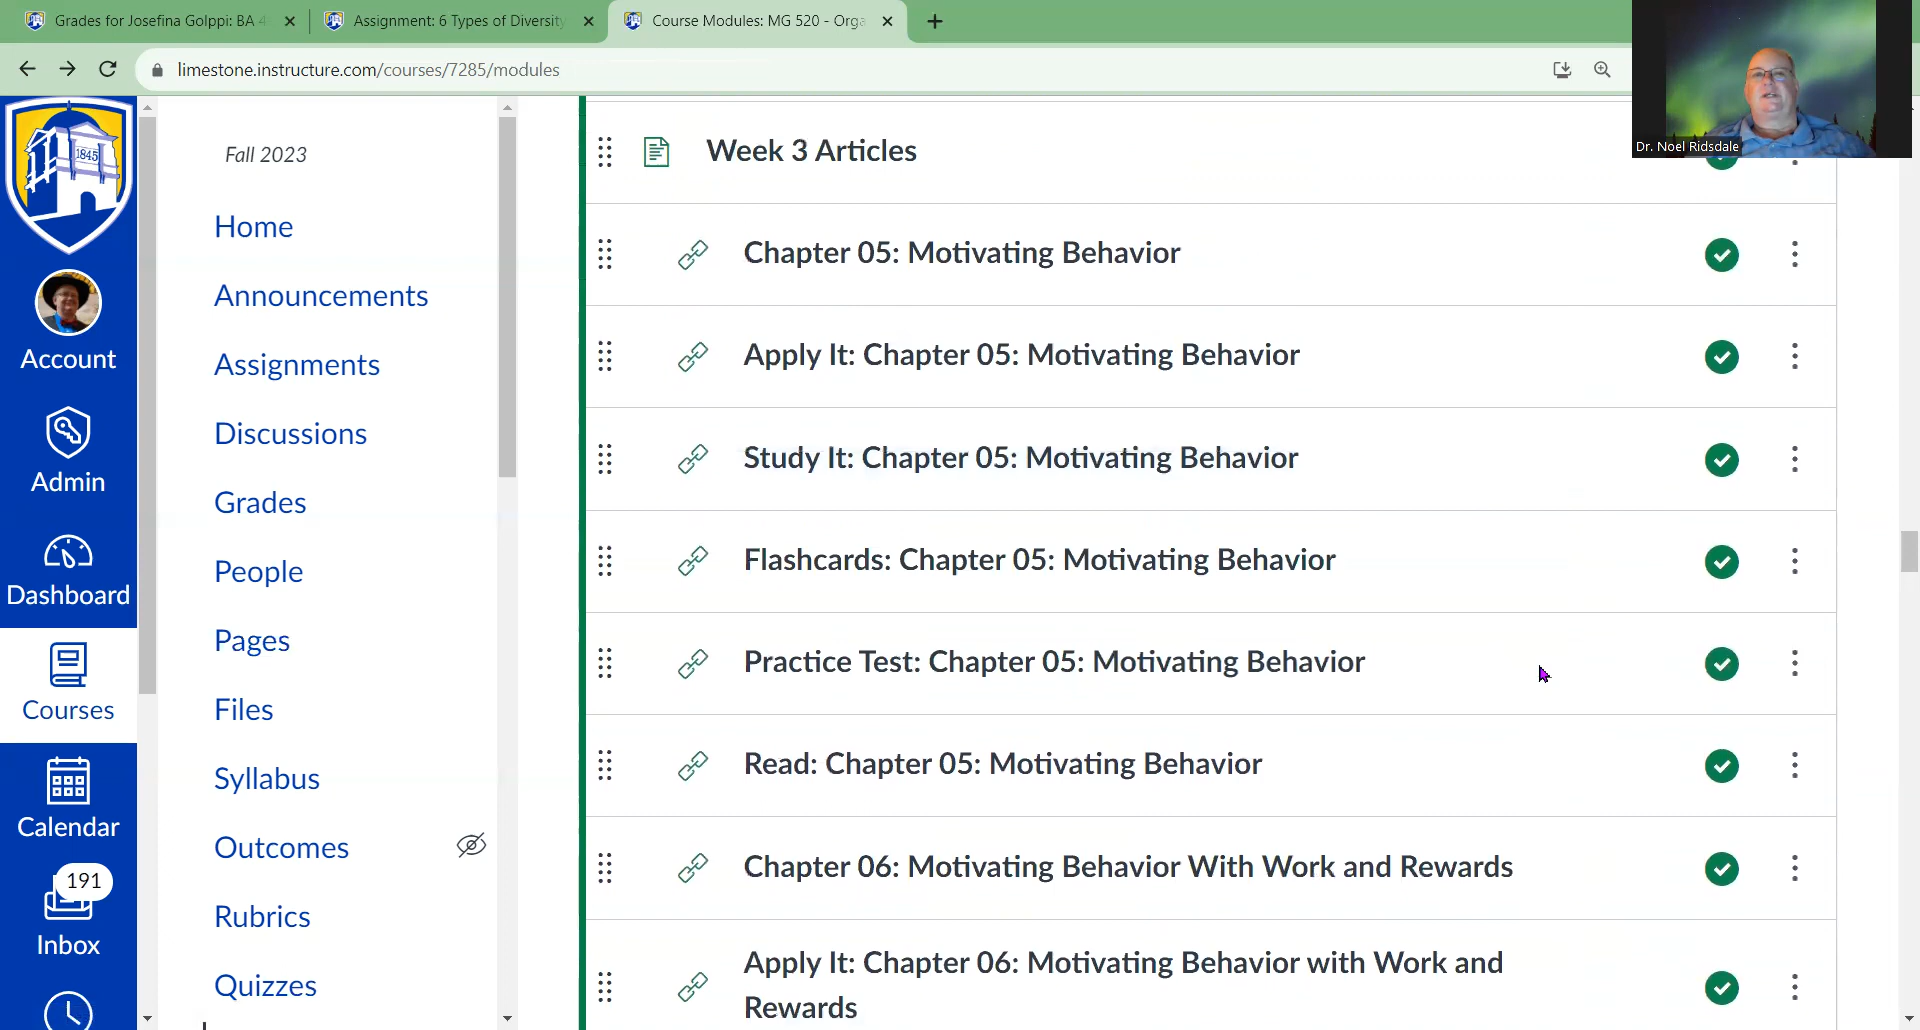 Grades for Josefina Golppi: BA 4
Assignment: 6 Types of Diversity
Course Modules: MG 520 - Orga
limestone.instructure.com/courses/7285/modules
Dr. Noel Ridsdale
1845
Account
Admin
Dashboard
Courses
Calendar
191
Inbox
Fall 2023
Home
Announcements
Assignments
Discussions
Grades
People
Pages
Files
Syllabus
Outcomes
Rubrics
Quizzes
Week 3 Articles
Chapter 05: Motivating Behavior
Apply It: Chapter 05: Motivating Behavior
Study It: Chapter 05: Motivating Behavior
Flashcards: Chapter 05: Motivating Behavior
Practice Test: Chapter 05: Motivating Behavior
Read: Chapter 05: Motivating Behavior
Chapter 06: Motivating Behavior With Work and Rewards
Apply It: Chapter 06: Motivating Behavior with Work and
Rewards